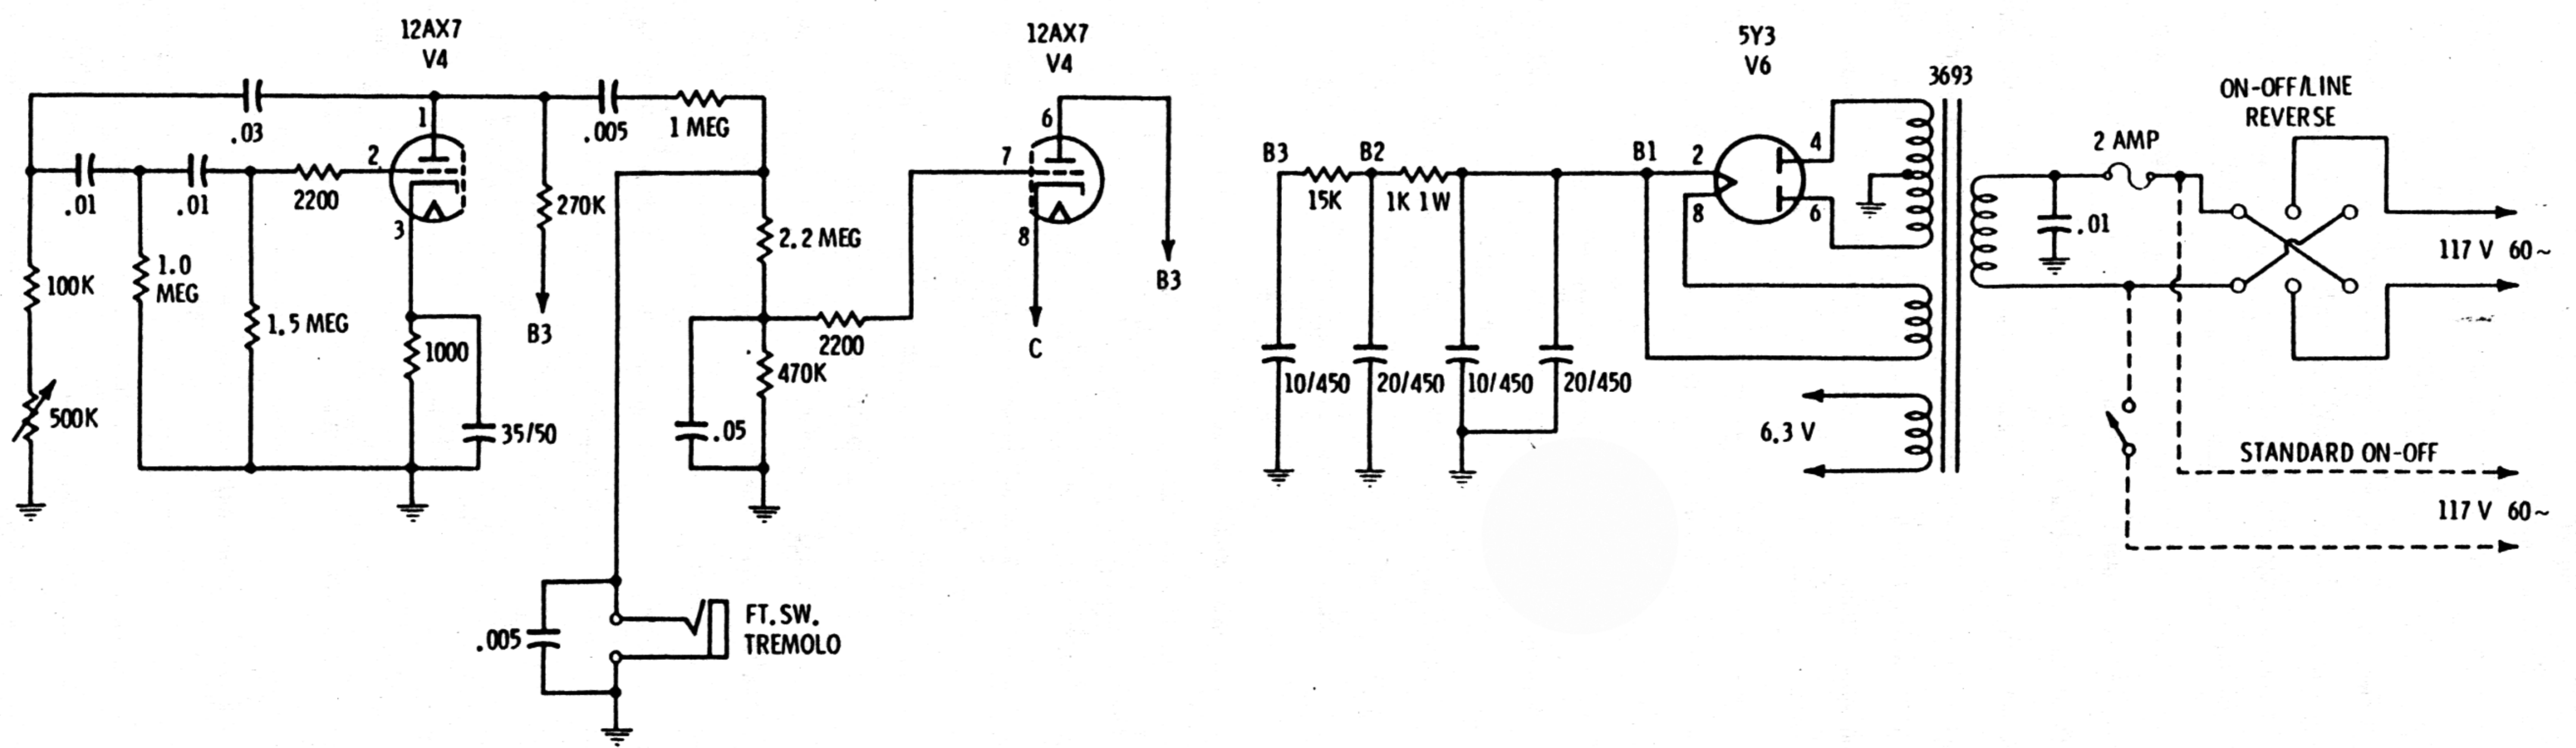 12AX7
V4
1
2
3
.03
.005
1 MEG
.01
.01
2200
270K
100K
1.0
MEG
1.5 MEG
B3
1000
500K
35/50
2.2 MEG
2200
470K
.05
.005
FT. SW.
TREMOLO
12AX7
V4
6
7
8
C
B3
5Y3
V6
3693
B3
B2
B1
2
4
15K
1K 1W
8
6
10/450
20/450
10/450
20/450
6.3 V
2 AMP
.01
ON-OFF/LINE
REVERSE
117 V 60~
STANDARD ON-OFF
117 V 60~